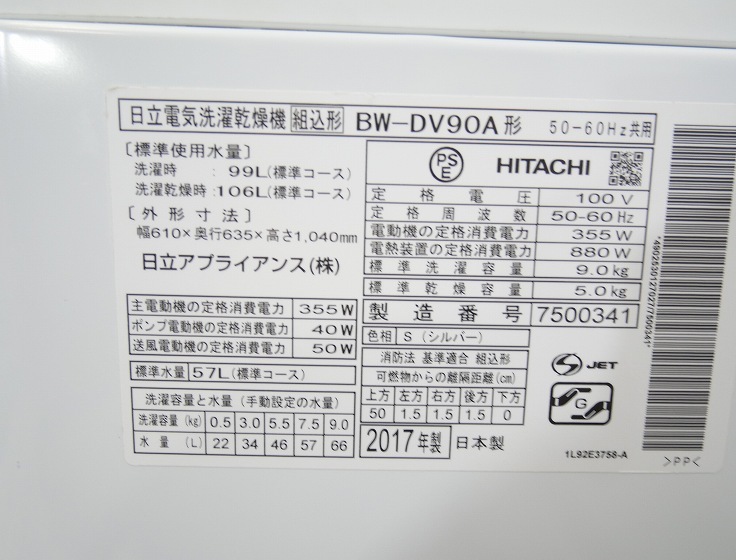 日立電気洗濯乾燥機 組込形 BW-DV90A形 50-60Hz共用
〔標準使用水量〕
洗濯時 : 99L(標準コース)
洗濯乾燥時:106L(標準コース)
〔外形寸法〕
幅610×奥行635×高さ1,040mm
日立アプライアンス(株)
主電動機の定格消費電力 355W
ポンプ電動機の定格消費電力 40W
送風電動機の定格消費電力 50W
標準水量 57L(標準コース)
洗濯容量と水量 (手動設定の水量)
洗濯容量(kg) 0.5 3.0 5.5 7.5 9.0
水量 (L) 22 34 46 57 66
PSE HITACHI
定格電圧 100V
定格周波数 50-60Hz
電動機の定格消費電力 355W
電熱装置の定格消費電力 880W
標準洗濯容量 9.0kg
標準乾燥容量 5.0kg
製造番号 7500341
色相 S (シルバー)
消防法 基準適合 組込形
可燃物からの離隔距離(cm)
上方 左方 右方 後方 下方
50 1.5 1.5 1.5 0
2017年製 日本製
S JET
G
1L92E3758-A
>PP<